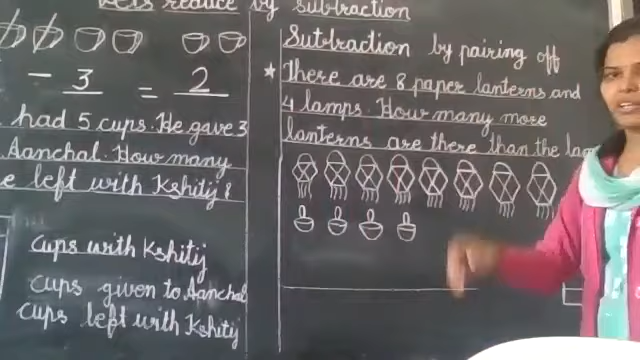 Lets reduce by subtraction
- 3 = 2
had 5 cups. He gave 3
Aanchal. How many
left with Kshitij ?
cups with Kshitij
cups given to Aanchal
cups left with Kshitij
Subtraction by pairing off
There are 8 paper lanterns and
4 lamps. How many more
lanterns are there than the